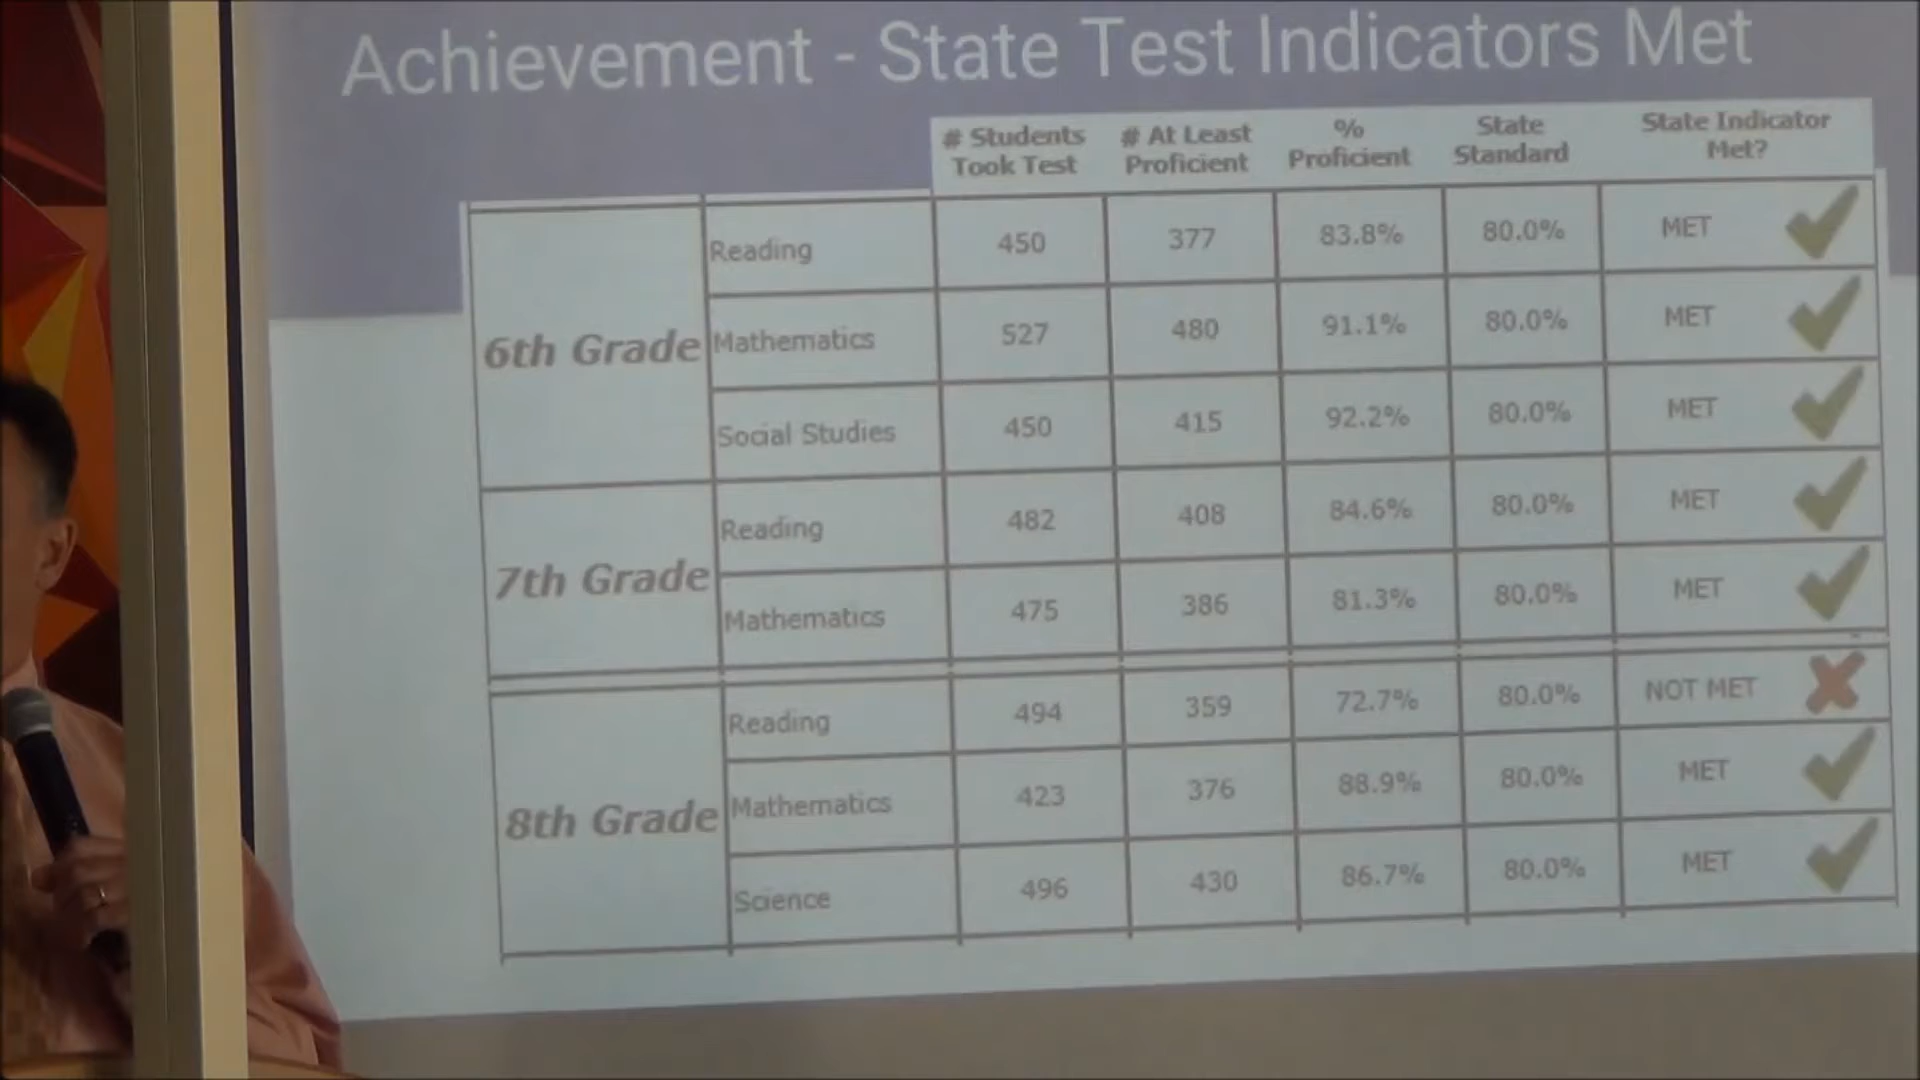 Achievement - State Test Indicators Met
# Students Took Test # At Least Proficient % Proficient State Standard State Indicator Met?
6th Grade
Reading 450 377 83.8% 80.0% MET
Mathematics 527 480 91.1% 80.0% MET
Social Studies 450 415 92.2% 80.0% MET
7th Grade
Reading 482 408 84.6% 80.0% MET
Mathematics 475 386 81.3% 80.0% MET
8th Grade
Reading 494 359 72.7% 80.0% NOT MET
Mathematics 423 376 88.9% 80.0% MET
Science 496 430 86.7% 80.0% MET